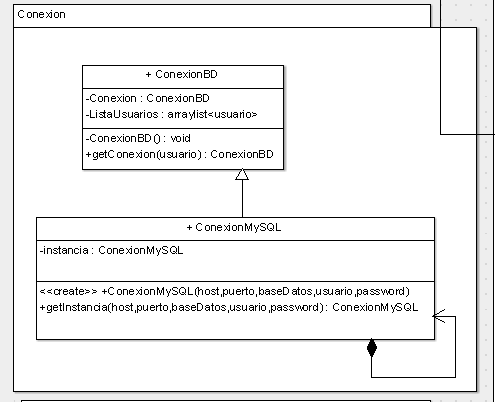 Conexion
+ ConexionBD
-Conexion : ConexionBD
-ListaUsuarios : arraylist<usuario>
-ConexionBD() : void
+getConexion(usuario) : ConexionBD
+ ConexionMySQL
-instancia : ConexionMySQL
<<create>> +ConexionMySQL(host,puerto,baseDatos,usuario,password)
+getInstancia(host,puerto,baseDatos,usuario,password) : ConexionMySQL